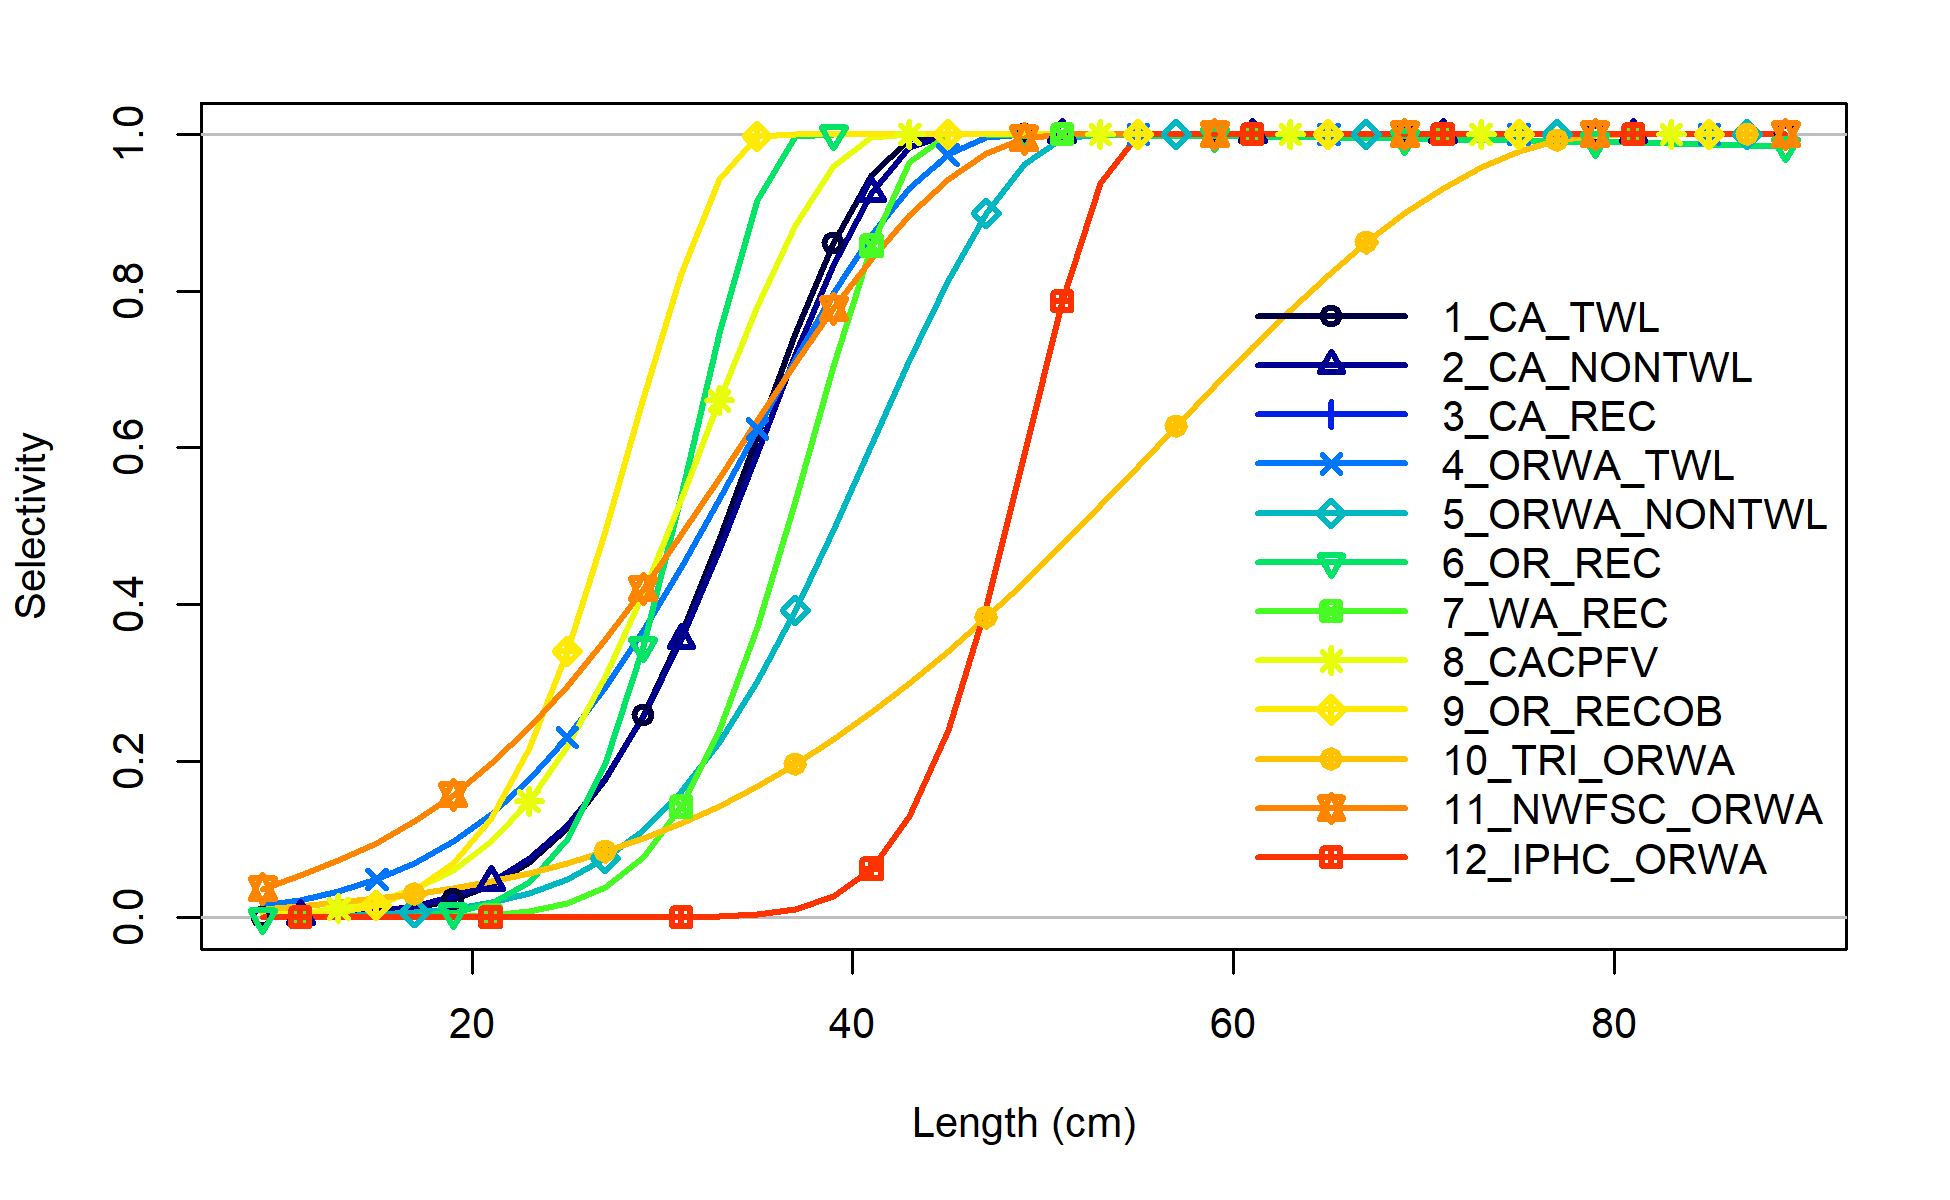 1.0
0.8
0.6
0.4
0.2
0.0
Selectivity
1_CA_TWL
2_CA_NONTWL
3_CA_REC
4_ORWA_TWL
5_ORWA_NONTWL
6_OR_REC
7_WA_REC
8_CACPFV
9_OR_RECOB
10_TRI_ORWA
11_NWFSC_ORWA
12_IPHC_ORWA
20 40 60 80
Length (cm)